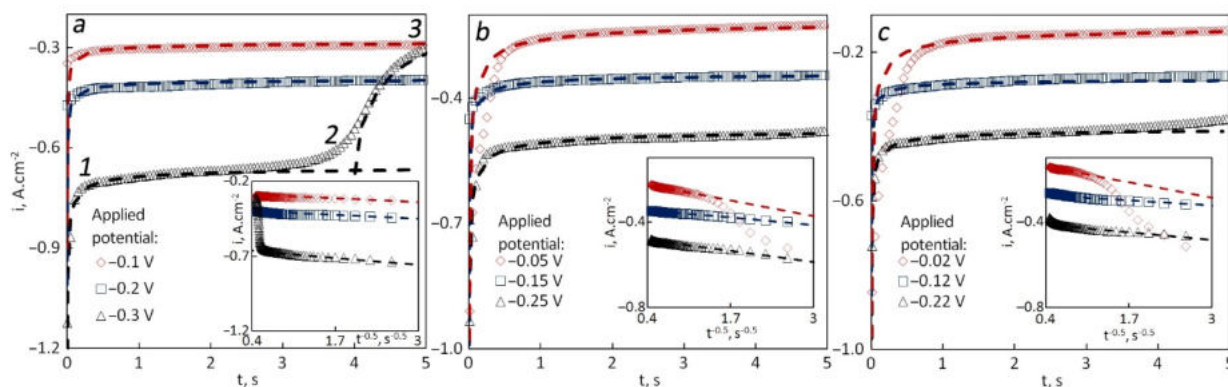 a
3
2
1
i, A.cm⁻²
−0.3
−0.6
−0.9
−1.2
0 1 2 3 4 5
t, s
Applied
potential:
−0.1 V
−0.2 V
−0.3 V
i, A.cm⁻²
−0.2
−0.7
−1.2
0.4 1.7 3
t⁻⁰·⁵, s⁻⁰·⁵
b
−0.4
−0.7
−1.0
0 1 2 3 4 5
t, s
Applied
potential:
−0.05 V
−0.15 V
−0.25 V
i, A.cm⁻²
−0.4
−0.8
0.4 1.7 3
t⁻⁰·⁵, s⁻⁰·⁵
c
−0.2
−0.6
−1.0
0 1 2 3 4 5
t, s
Applied
potential:
−0.02 V
−0.12 V
−0.22 V
i, A.cm⁻²
−0.4
−0.8
0.4 1.7 3
t⁻⁰·⁵, s⁻⁰·⁵